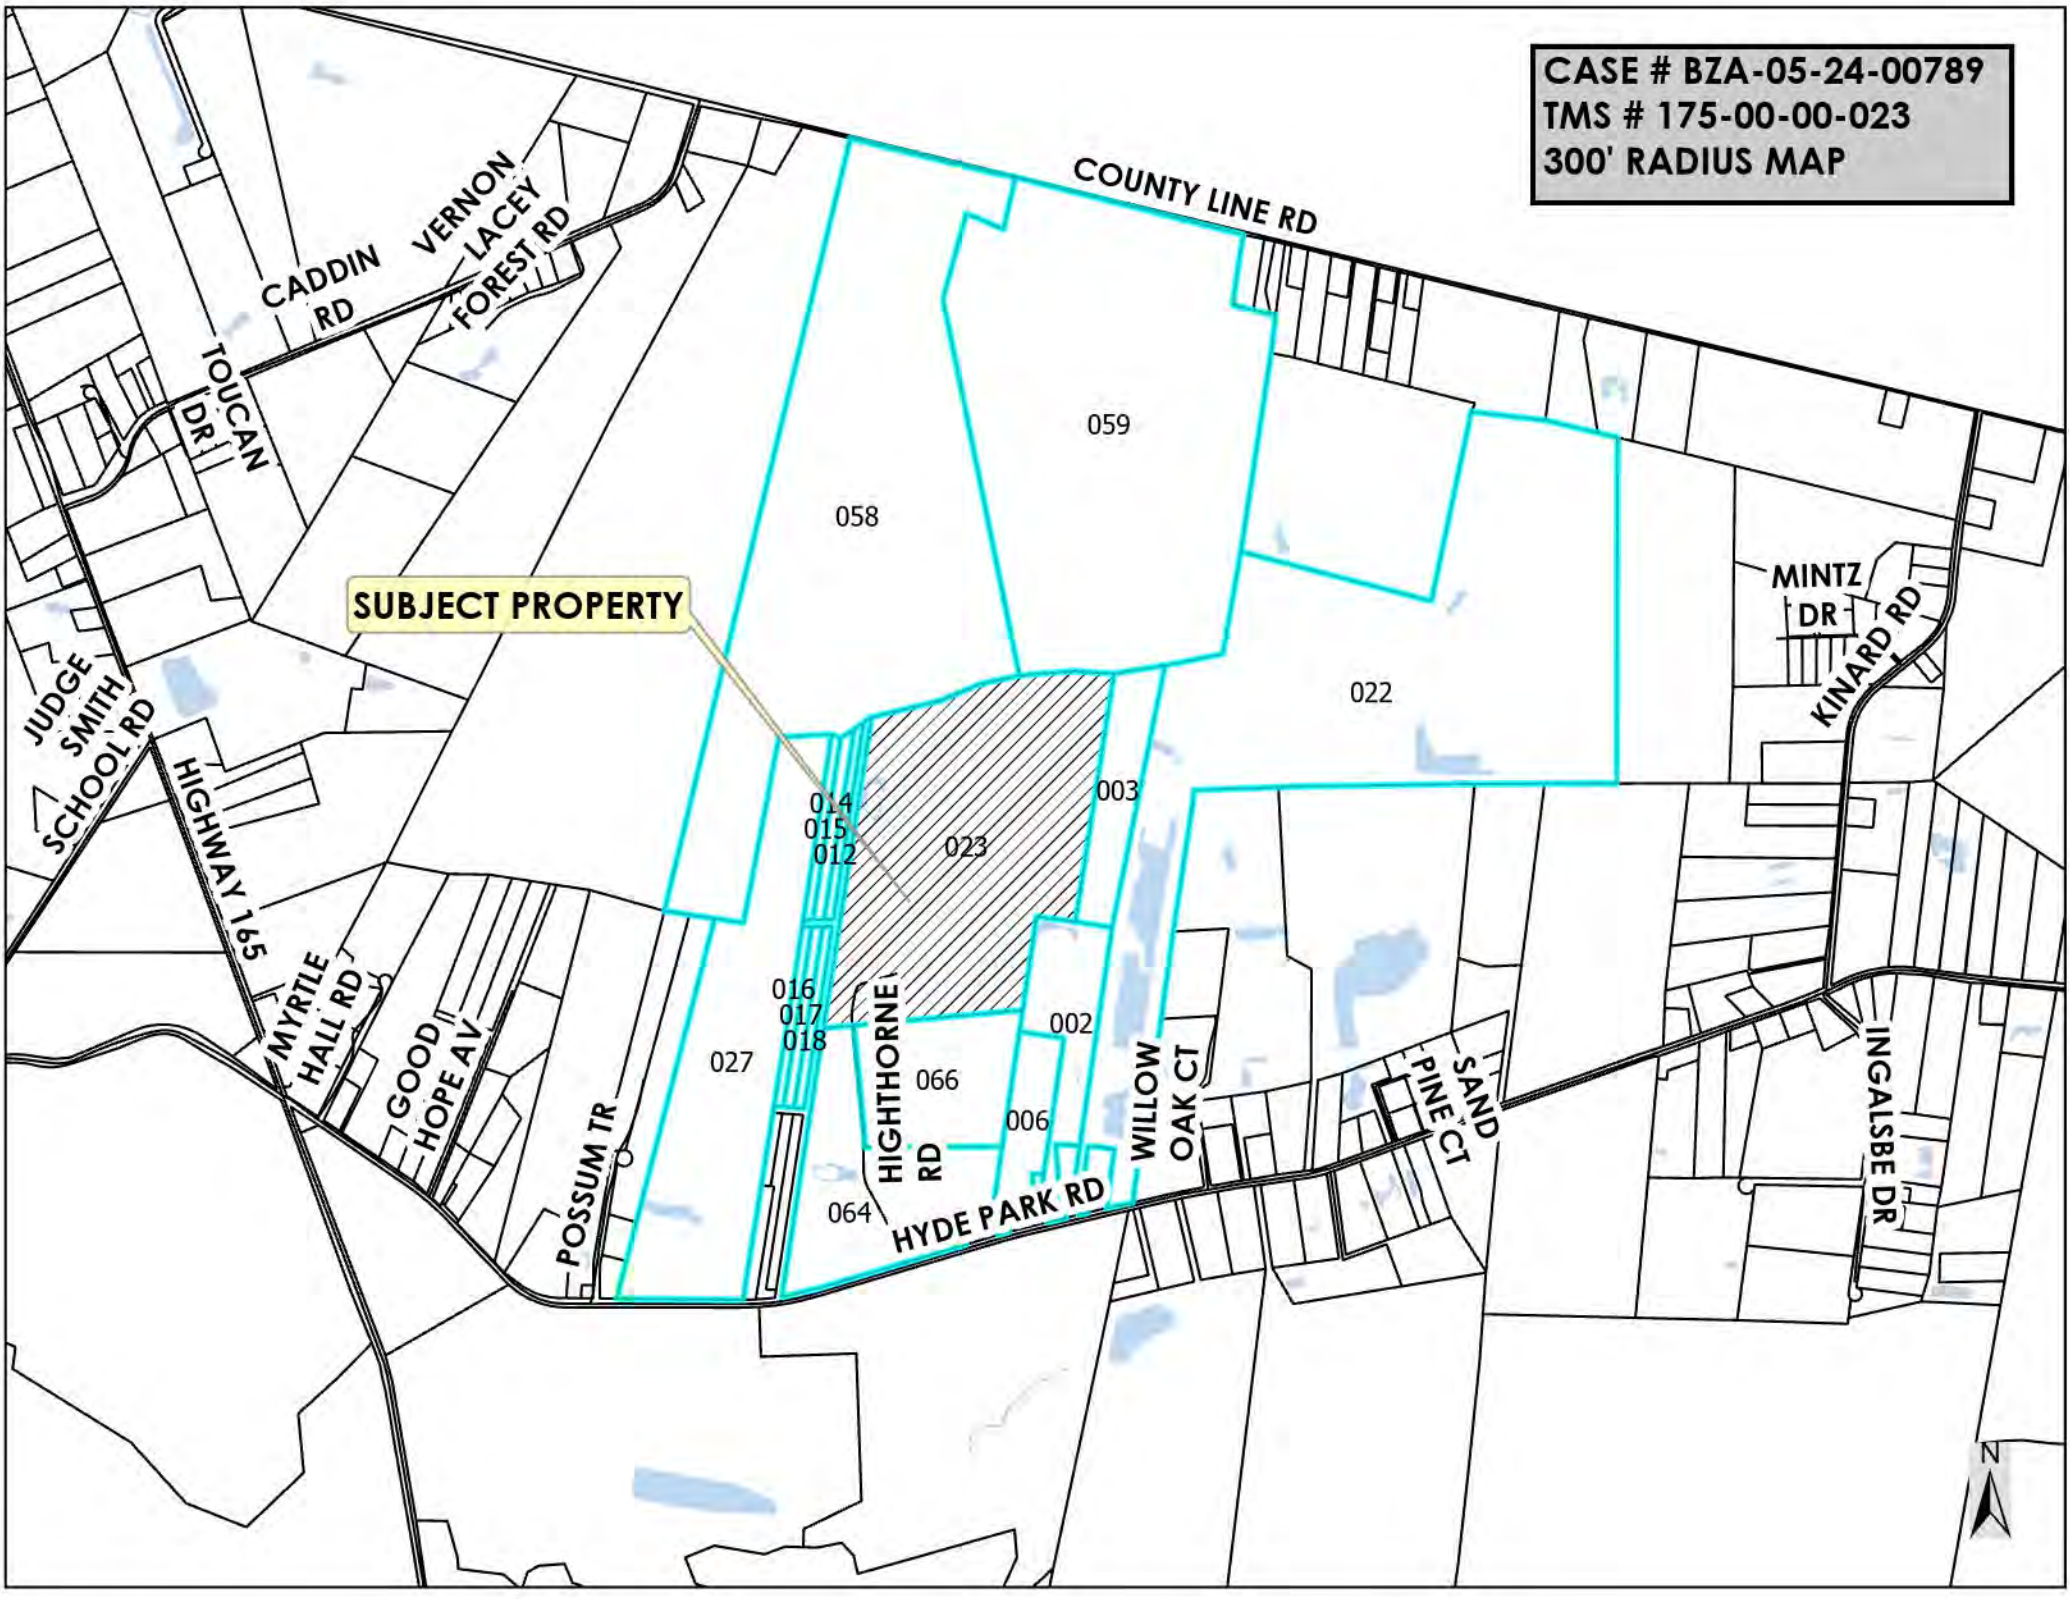 CASE # BZA-05-24-00789
TMS # 175-00-00-023
300' RADIUS MAP
COUNTY LINE RD
VERNON
LACEY
FOREST RD
CADDIN
RD
TOUCAN
DR
059
058
SUBJECT PROPERTY
MINTZ
DR
KINARD RD
022
JUDGE
SMITH
SCHOOL RD
HIGHWAY 165
003
014
015
012
023
MYRTLE
HALL RD
GOOD
HOPE AV
POSSUM TR
016
017
018
027
HIGHTHORNE
RD
002
066
006
064
WILLOW
OAK CT
HYDE PARK RD
SAND
PINE CT
INGALSBE DR
N